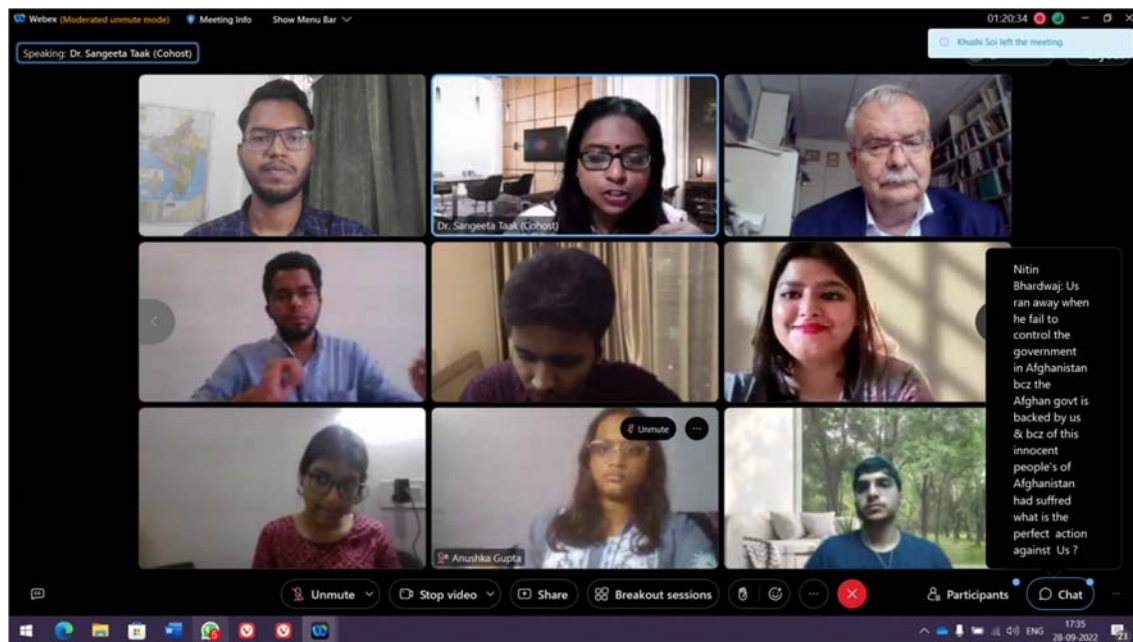 Webex (Moderated unmute mode) Meeting Info Show Menu Bar 01:20:34
Khushi Soi left the meeting.
Speaking: Dr. Sangeeta Taak (Cohost)
Dr. Sangeeta Taak (Cohost)
Nitin
Bhardwaj: Us
ran away when
he fail to
control the
government
in Afghanistan
bcz the
Afghan govt is
backed by us
& bcz of this
innocent
people's of
Afghanistan
had suffred
what is the
perfect action
against Us ?
Unmute
Anushka Gupta
Unmute Stop video Share Breakout sessions Participants Chat
ENG 17:35
28-09-2022